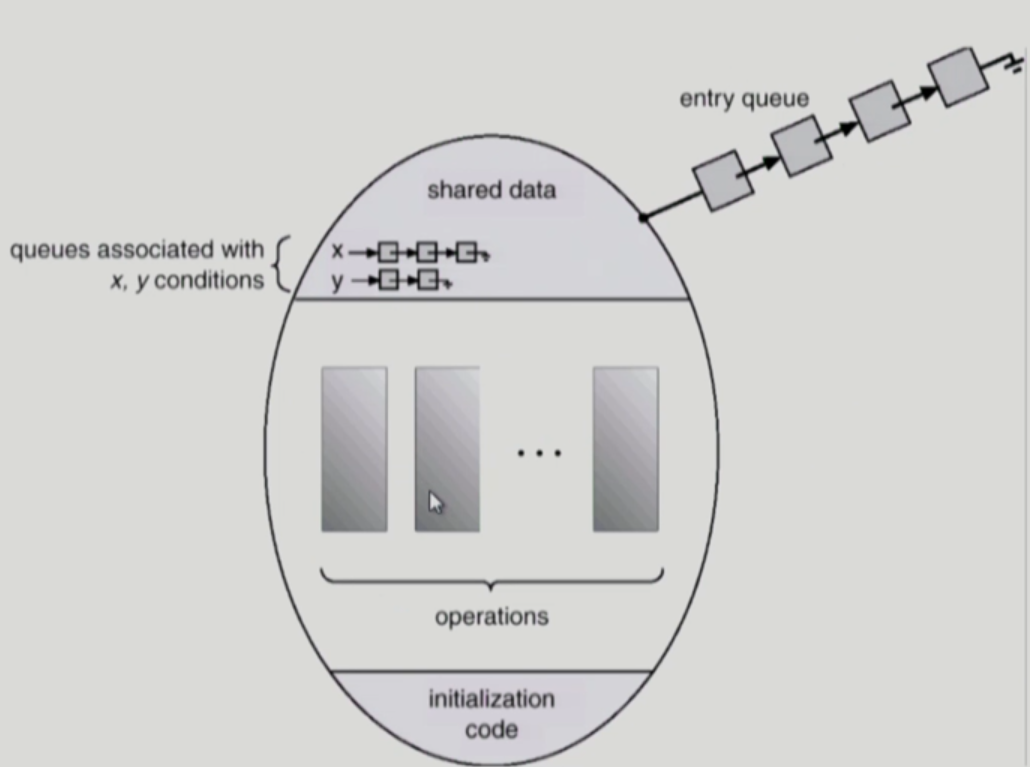 entry queue
shared data
queues associated with
x, y conditions
x
y
...
operations
initialization
code